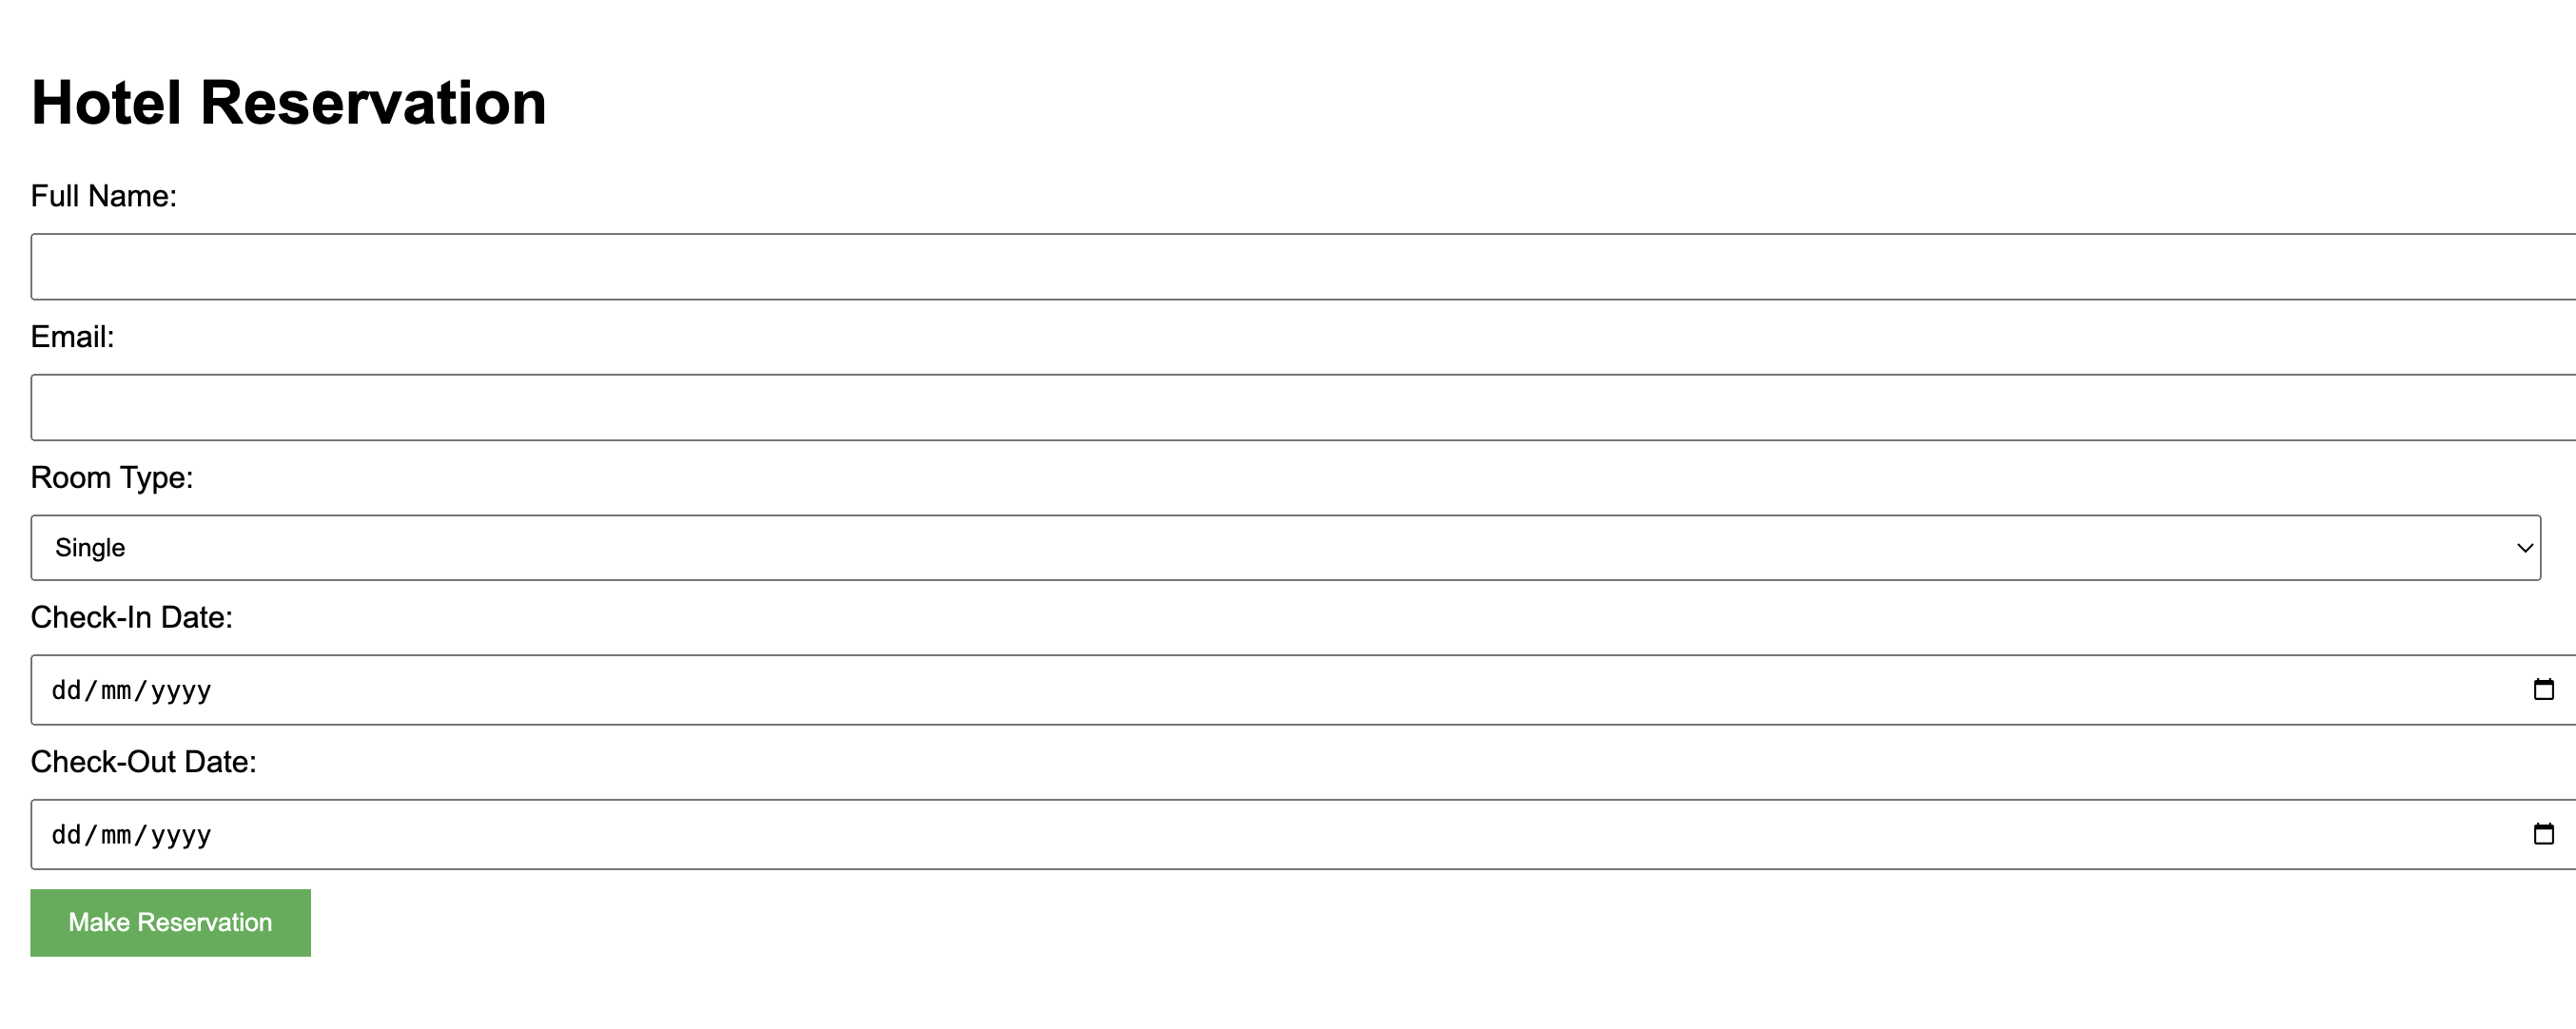 Hotel Reservation
Full Name:
Email:
Room Type:
Single
Check-In Date:
dd/mm/yyyy
Check-Out Date:
dd/mm/yyyy
Make Reservation